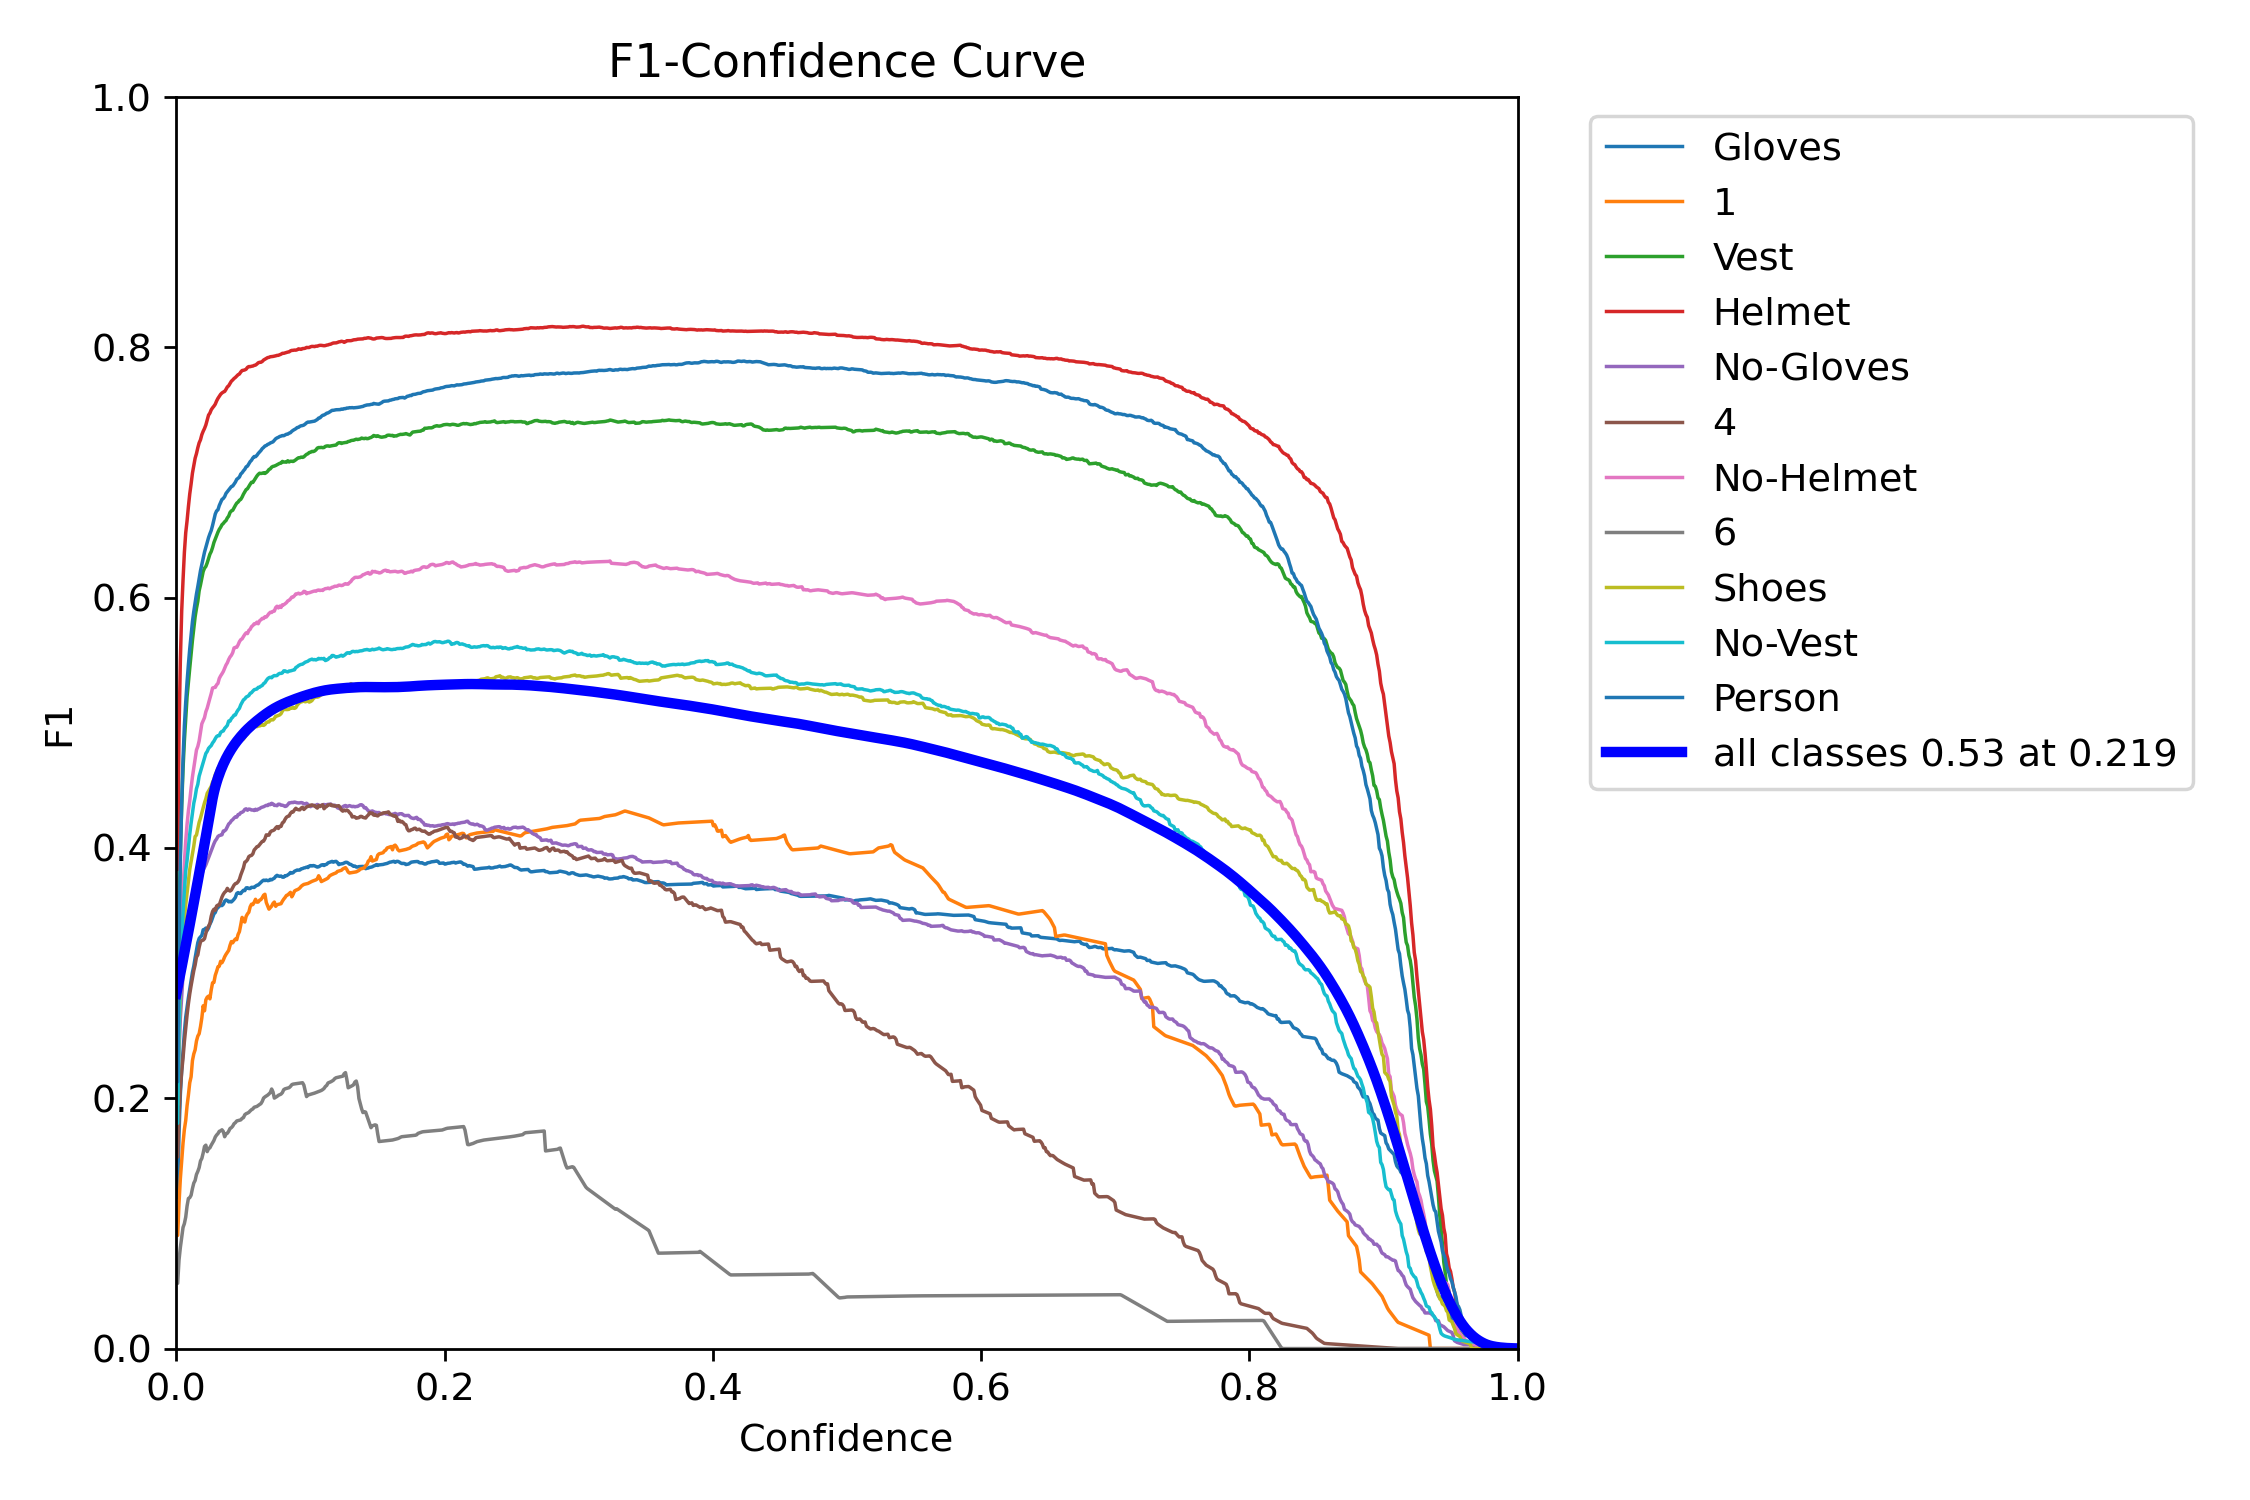 F1-Confidence Curve
1.0
0.8
0.6
0.4
0.2
0.0
F1
0.0 0.2 0.4 0.6 0.8 1.0
Confidence
Gloves
1
Vest
Helmet
No-Gloves
4
No-Helmet
6
Shoes
No-Vest
Person
all classes 0.53 at 0.219